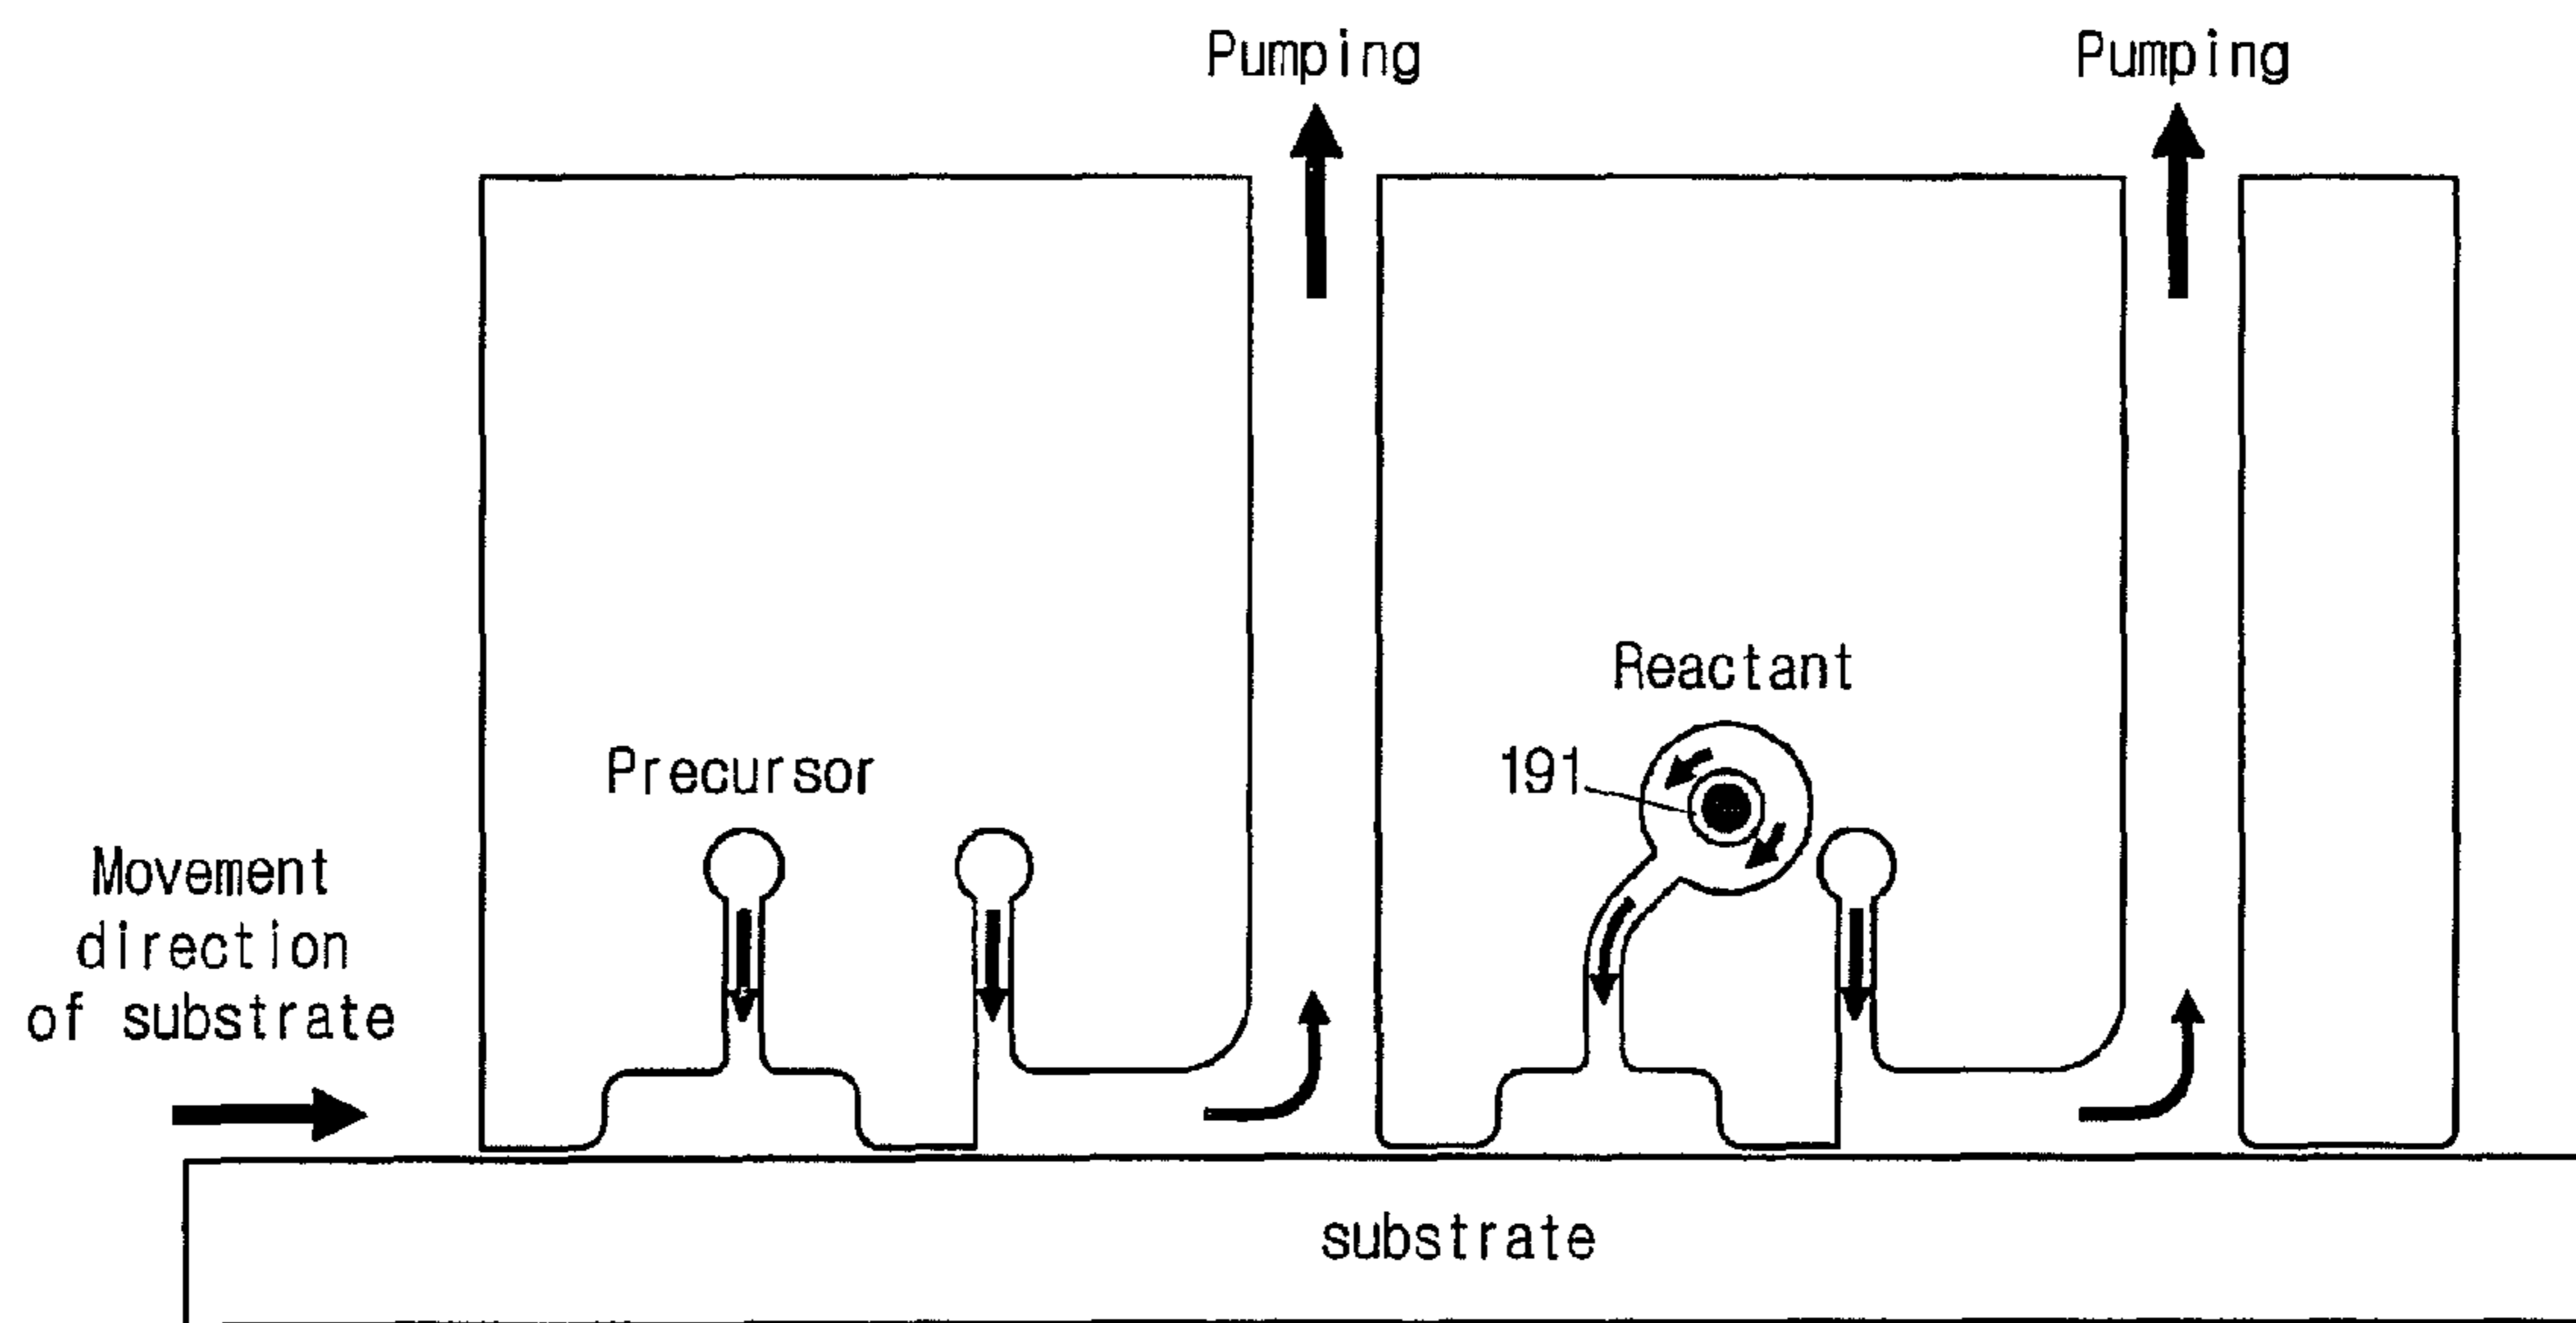 Pumping
Pumping
Reactant
Precursor
191
Movement
direction
of substrate
substrate